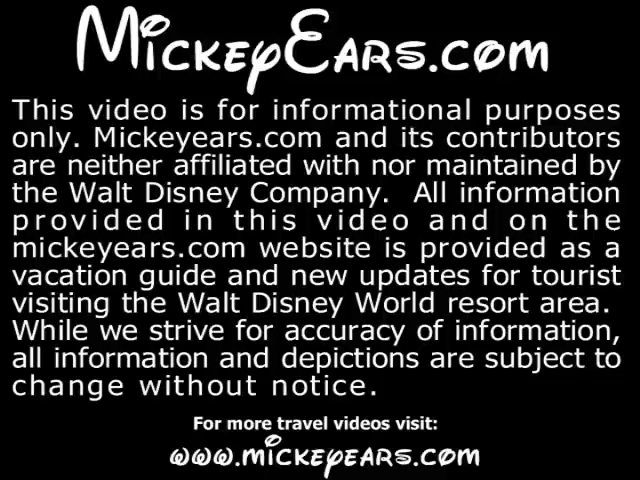 MickeyEars.com
This video is for informational purposes
only. Mickeyears.com and its contributors
are neither affiliated with nor maintained by
the Walt Disney Company.  All information
provided in this video and on the
mickeyears.com website is provided as a
vacation guide and new updates for tourist
visiting the Walt Disney World resort area.
While we strive for accuracy of information,
all information and depictions are subject to
change without notice.
For more travel videos visit:
www.mickeyears.com